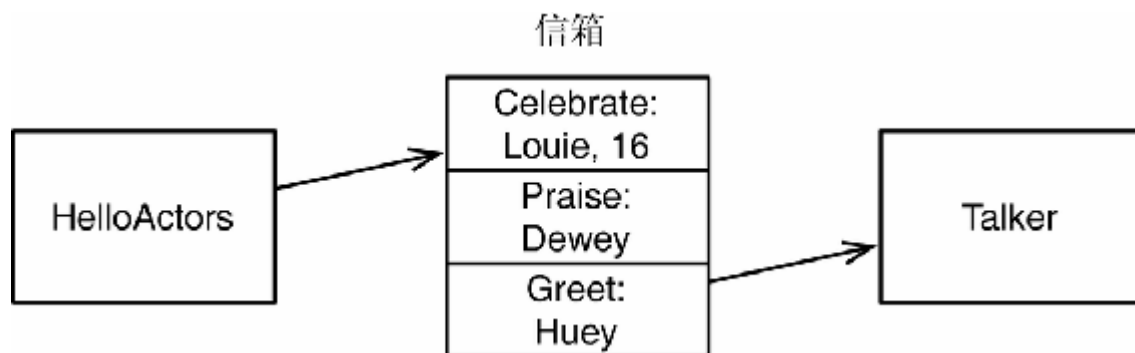 信箱
HelloActors
Celebrate:
Louie, 16
Praise:
Dewey
Greet:
Huey
Talker